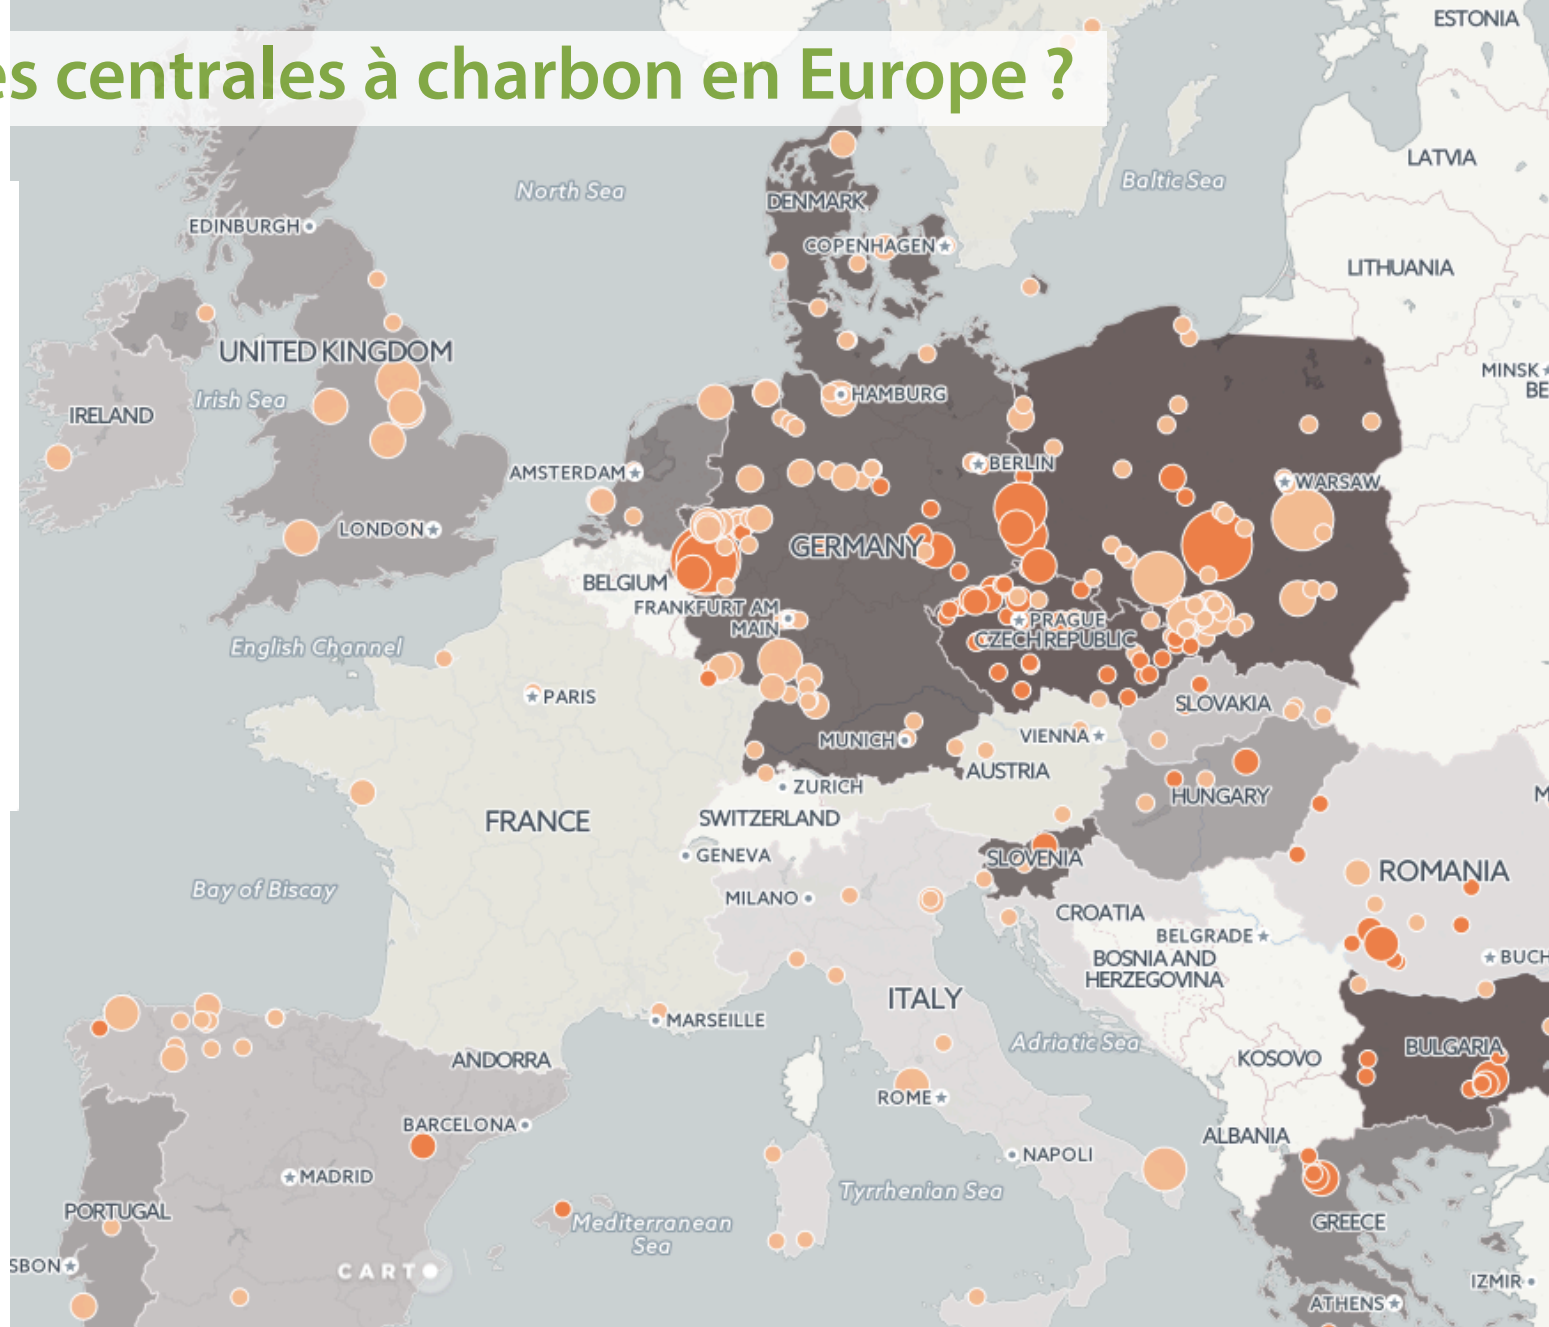 es centrales à charbon en Europe ?
ESTONIA
LATVIA
North Sea
Baltic Sea
DENMARK
EDINBURGH
COPENHAGEN
LITHUANIA
UNITED KINGDOM
MINSK
BE
Irish Sea
HAMBURG
IRELAND
AMSTERDAM
BERLIN
WARSAW
LONDON
GERMANY
BELGIUM
FRANKFURT AM
MAIN
PRAGUE
CZECH REPUBLIC
English Channel
PARIS
SLOVAKIA
MUNICH
VIENNA
AUSTRIA
ZURICH
HUNGARY
M
FRANCE
SWITZERLAND
GENEVA
SLOVENIA
ROMANIA
Bay of Biscay
MILANO
CROATIA
BELGRADE
BOSNIA AND
HERZEGOVINA
BUCH
ITALY
MARSEILLE
Adriatic Sea
ANDORRA
KOSOVO
BULGARIA
ROME
BARCELONA
ALBANIA
NAPOLI
MADRID
Tyrrhenian Sea
PORTUGAL
Mediterranean
Sea
GREECE
SBON
CARTO
IZMIR
ATHENS